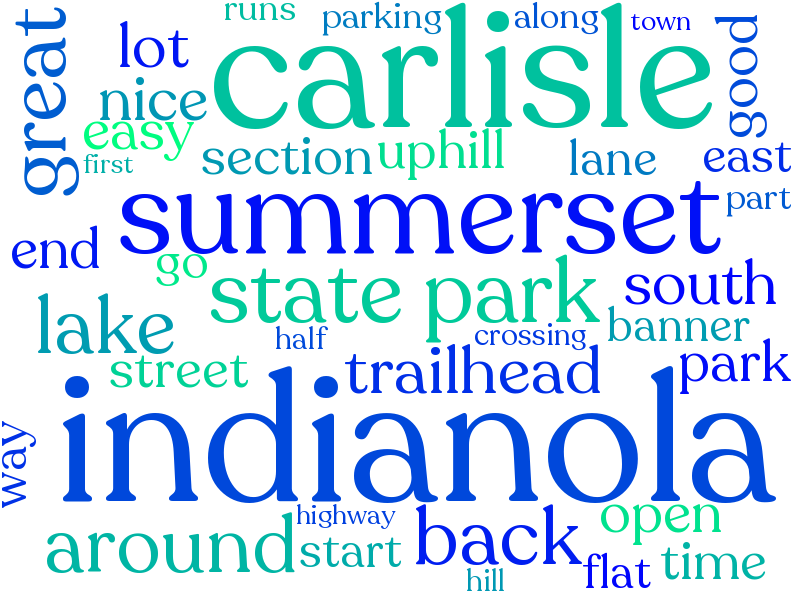 runs
parking
along
town
great
lot
carlisle
good
nice
easy
first
section
uphill
lane
east
summerset
part
end
go
state park
south
lake
half
crossing
banner
street
trailhead
park
way
indianola
highway
around
start
back
open
hill
flat
time